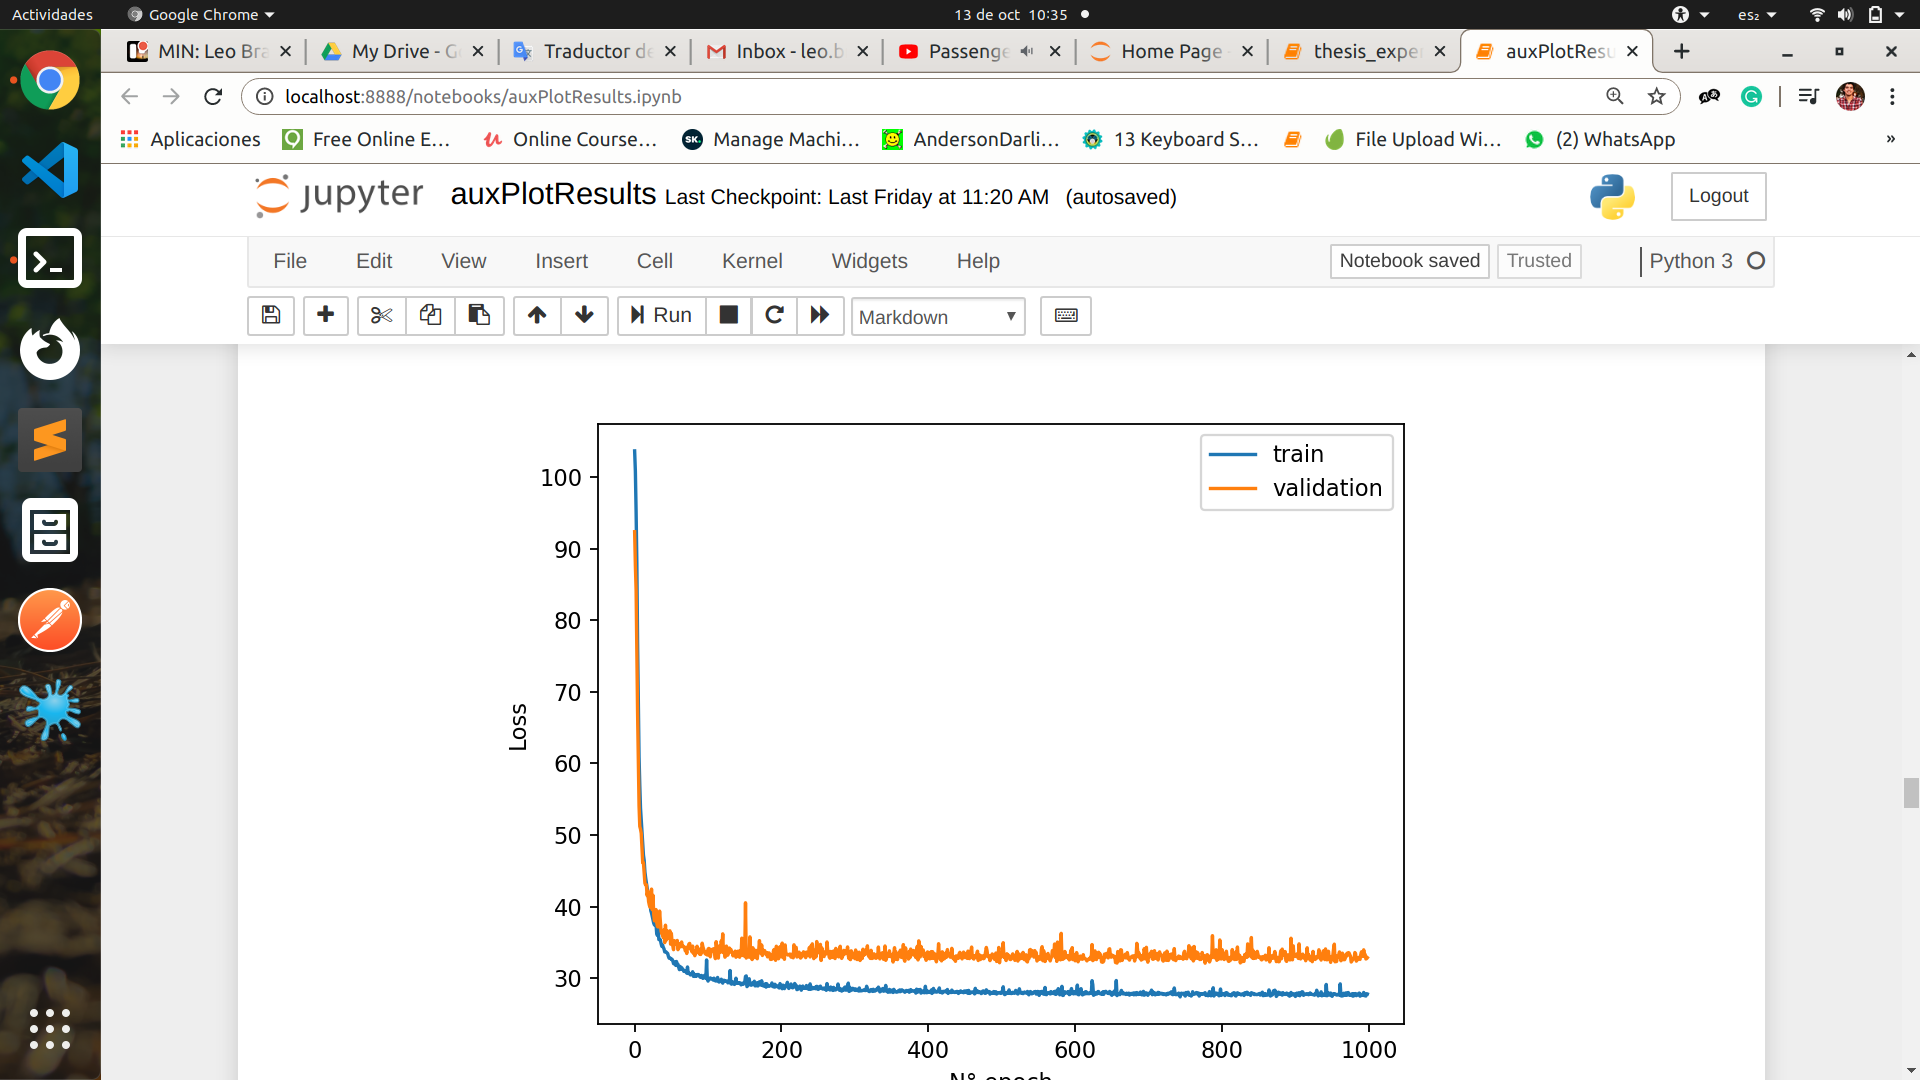 Actividades Google Chrome 13 de oct 10:35 es₂
MIN: Leo Bra My Drive - G Traductor de Inbox - leo.b Passenge Home Page thesis_exper auxPlotResu
localhost:8888/notebooks/auxPlotResults.ipynb
Aplicaciones Free Online E... Online Course... SK. Manage Machi... AndersonDarli... 13 Keyboard S... File Upload Wi... (2) WhatsApp »
jupyter auxPlotResults Last Checkpoint: Last Friday at 11:20 AM (autosaved) Logout
File Edit View Insert Cell Kernel Widgets Help Notebook saved Trusted Python 3
Run Markdown
train
validation
100
90
80
70
60
50
40
30
Loss
0 200 400 600 800 1000
N° epoch